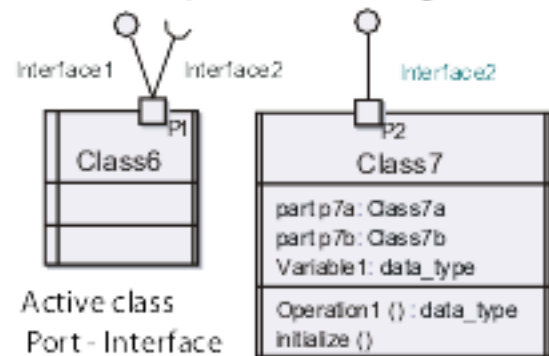 Interface1
Interface2
Interface2
P1
P2
Class6
Class7
part p7a: Class7a
part p7b: Class7b
Variable1: data_type
Operation1 () : data_type
initialize ()
Active class
Port - Interface